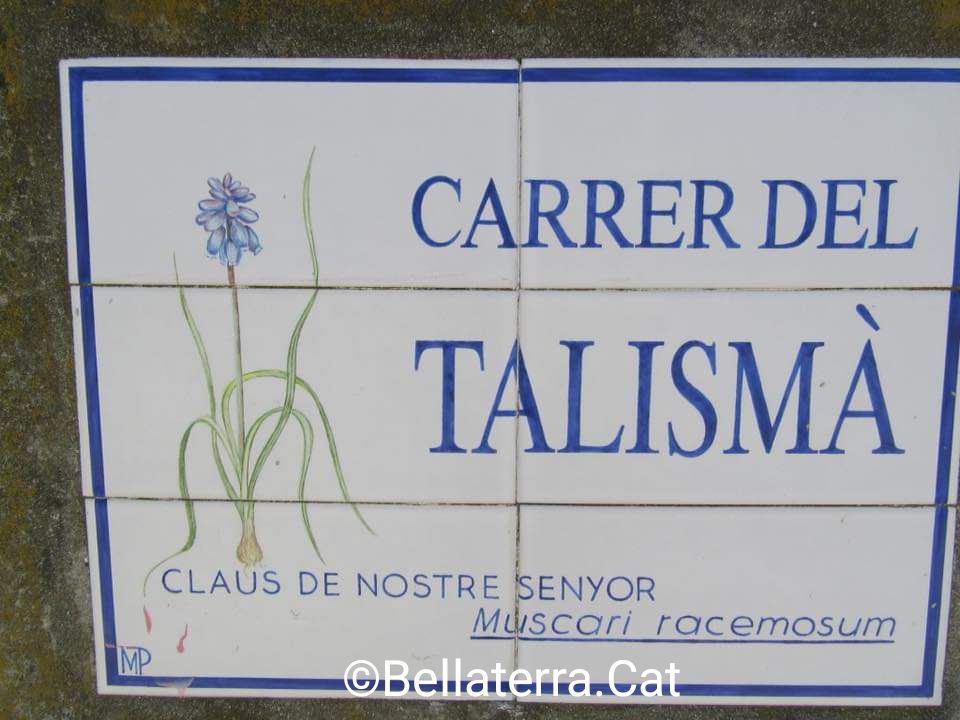 CARRER DEL
TALISMÀ
CLAUS DE NOSTRE SENYOR
Muscari racemosum
MP
©Bellaterra.Cat